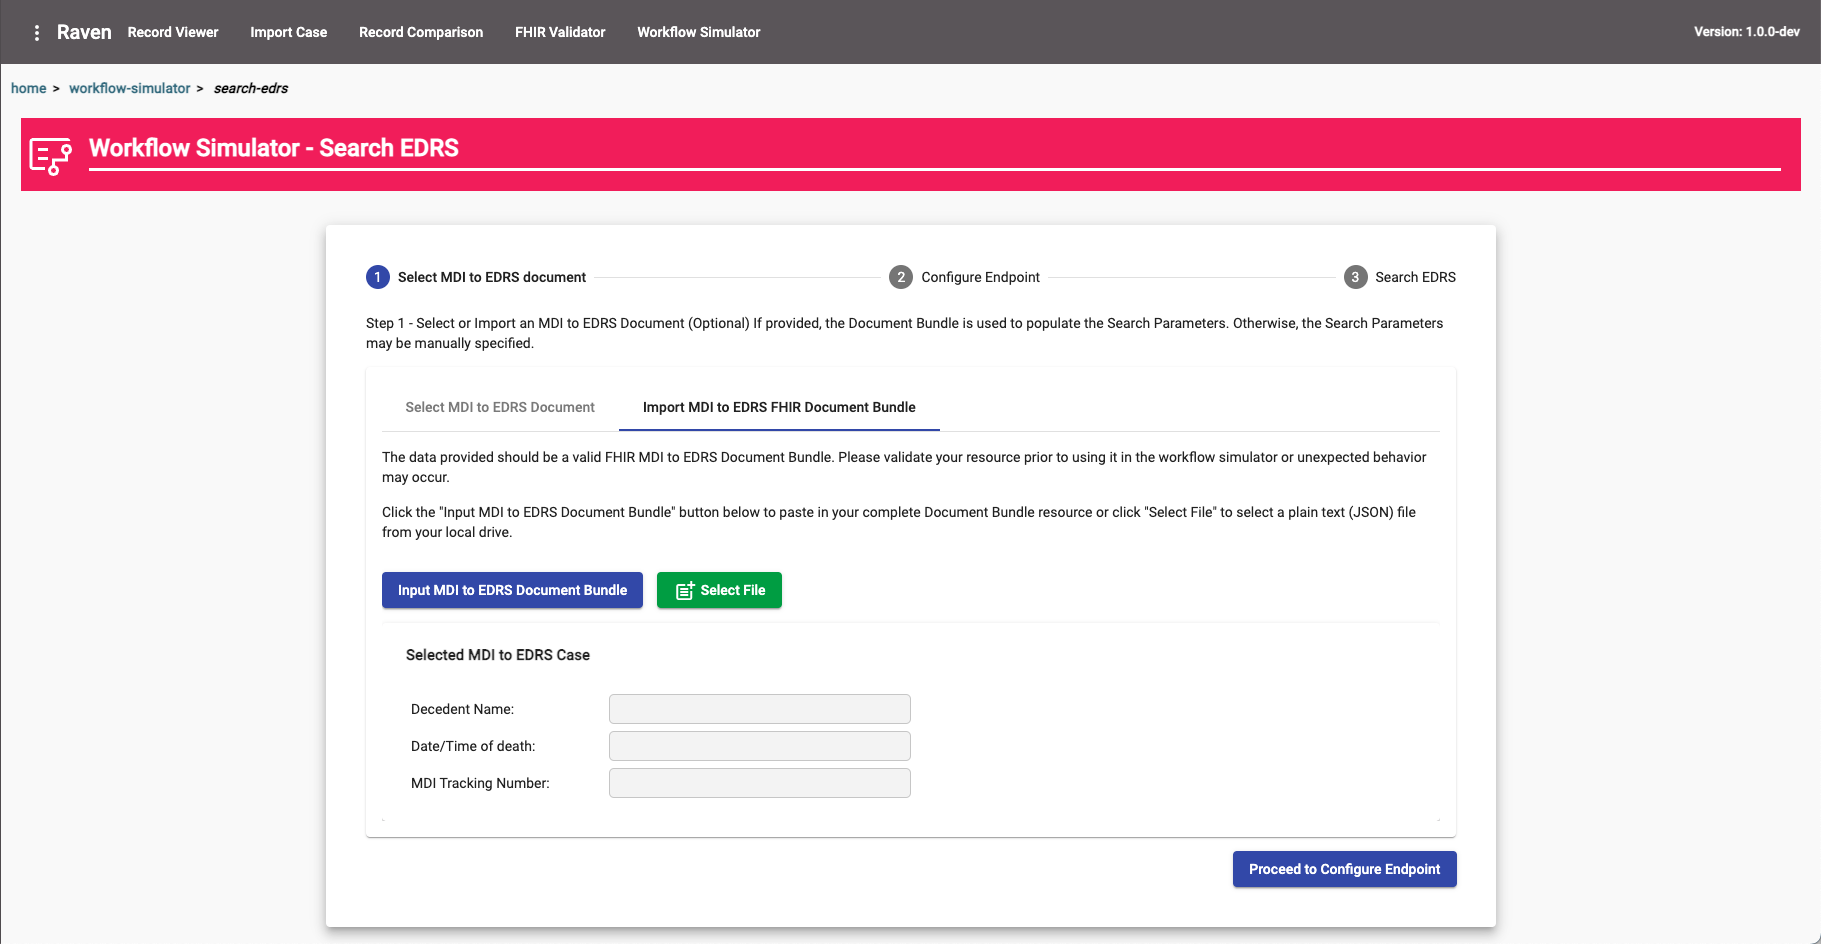 Raven Record Viewer Import Case Record Comparison FHIR Validator Workflow Simulator Version: 1.0.0-dev
home > workflow-simulator > search-edrs
Workflow Simulator - Search EDRS
1 Select MDI to EDRS document 2 Configure Endpoint 3 Search EDRS
Step 1 - Select or Import an MDI to EDRS Document (Optional) If provided, the Document Bundle is used to populate the Search Parameters. Otherwise, the Search Parameters
may be manually specified.
Select MDI to EDRS Document Import MDI to EDRS FHIR Document Bundle
The data provided should be a valid FHIR MDI to EDRS Document Bundle. Please validate your resource prior to using it in the workflow simulator or unexpected behavior
may occur.
Click the "Input MDI to EDRS Document Bundle" button below to paste in your complete Document Bundle resource or click "Select File" to select a plain text (JSON) file
from your local drive.
Input MDI to EDRS Document Bundle Select File
Selected MDI to EDRS Case
Decedent Name:
Date/Time of death:
MDI Tracking Number:
Proceed to Configure Endpoint